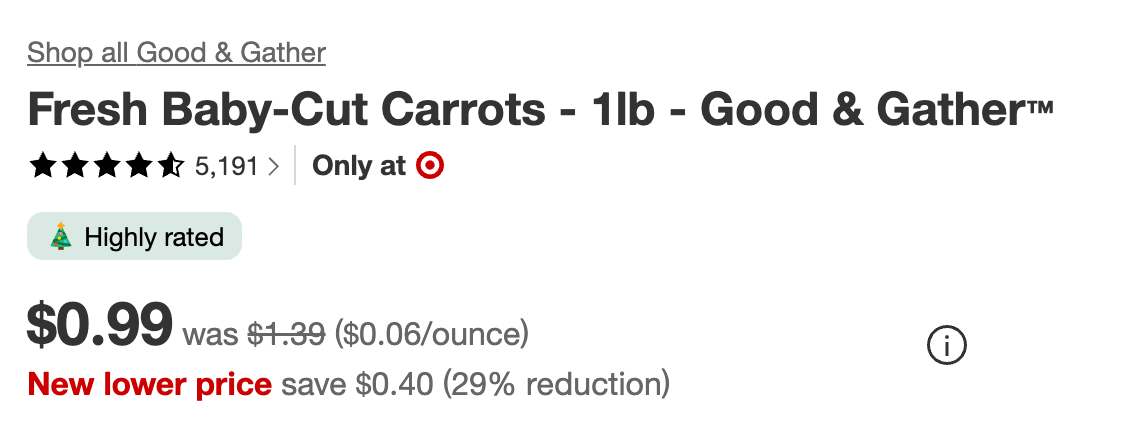 Shop all Good & Gather
Fresh Baby-Cut Carrots - 1lb - Good & Gather™
5,191 >
Only at
Highly rated
$0.99 was $1.39 ($0.06/ounce)
New lower price save $0.40 (29% reduction)